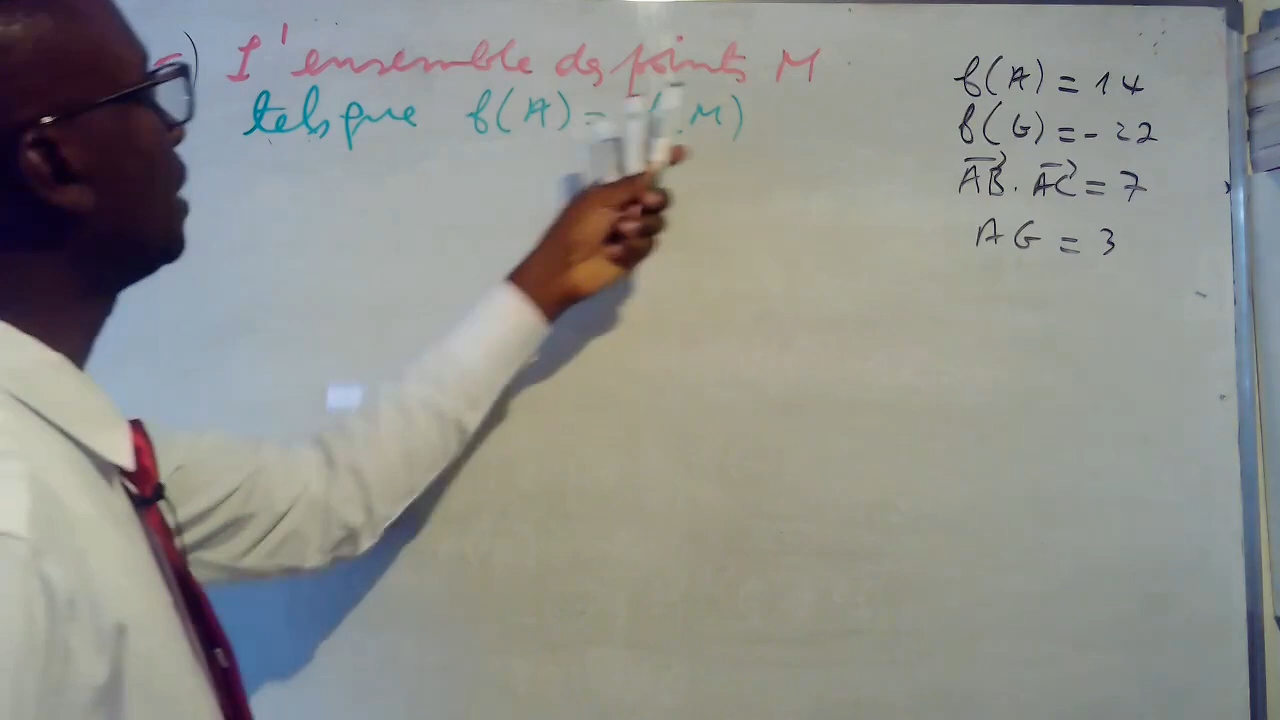 c) L'ensemble des points M
tels que f(A) = (M)
f(A) = 14
f(G) = - 22
AB⃗ . AC⃗ = 7
AG = 3